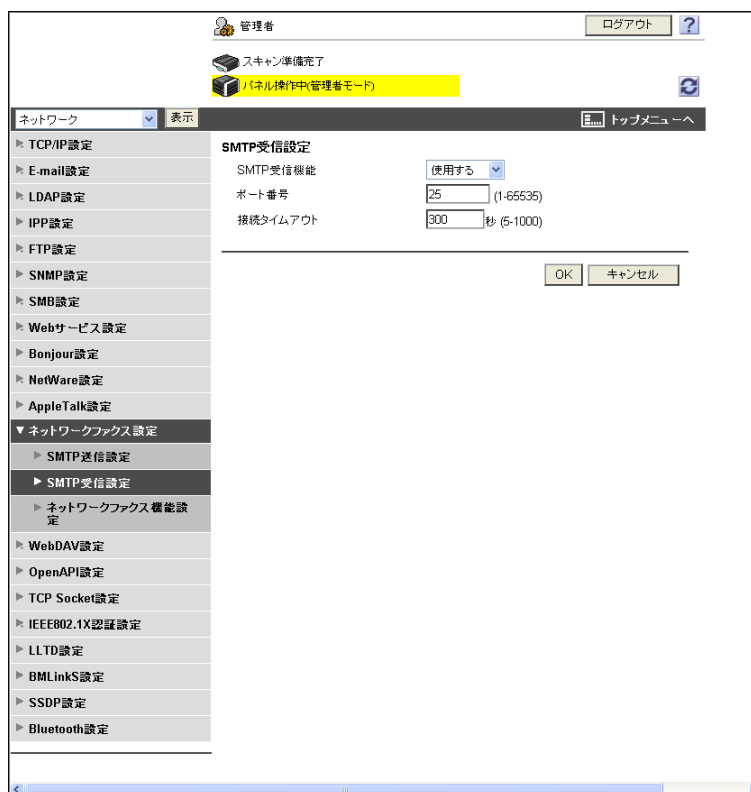 管理者
ログアウト
?
スキャン準備完了
パネル操作中(管理者モード)
ネットワーク
表示
トップメニューへ
TCP/IP設定
E-mail設定
LDAP設定
IPP設定
FTP設定
SNMP設定
SMB設定
Webサービス設定
Bonjour設定
NetWare設定
AppleTalk設定
ネットワークファクス設定
SMTP送信設定
SMTP受信設定
ネットワークファクス機能設
定
WebDAV設定
OpenAPI設定
TCP Socket設定
IEEE802.1X認証設定
LLTD設定
BMLinkS設定
SSDP設定
Bluetooth設定
SMTP受信設定
SMTP受信機能 使用する
ポート番号 25 (1-65535)
接続タイムアウト 300 秒 (5-1000)
OK キャンセル